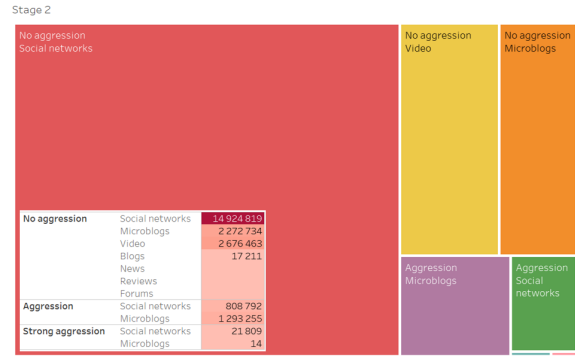 Stage 2
No aggression
Social networks
No aggression
Video
No aggression
Microblogs
No aggression Social networks 14 924 819
Microblogs 2 272 734
Video 2 676 463
Blogs 17 211
News
Reviews
Forums
Aggression Social networks 808 792
Microblogs 1 293 255
Strong aggression Social networks 21 809
Microblogs 14
Aggression
Microblogs
Aggression
Social
networks